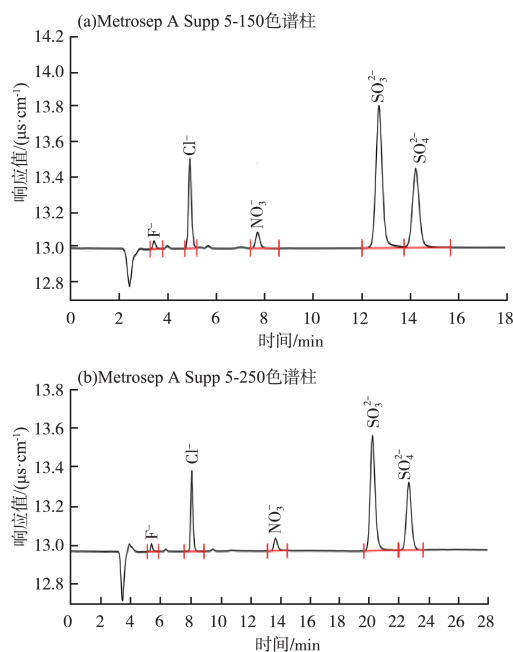 (a)Metrosep A Supp 5-150色谱柱
14.2
14.0
13.8
13.6
13.4
13.2
13.0
12.8
响应值/(μs·cm⁻¹)
F⁻
Cl⁻
NO₃⁻
SO₃²⁻
SO₄²⁻
0 2 4 6 8 10 12 14 16 18
时间/min
(b)Metrosep A Supp 5-250色谱柱
13.8
13.6
13.4
13.2
13.0
12.8
响应值/(μs·cm⁻¹)
F⁻
Cl⁻
NO₃⁻
SO₃²⁻
SO₄²⁻
0 2 4 6 8 10 12 14 16 18 20 22 24 26 28
时间/min